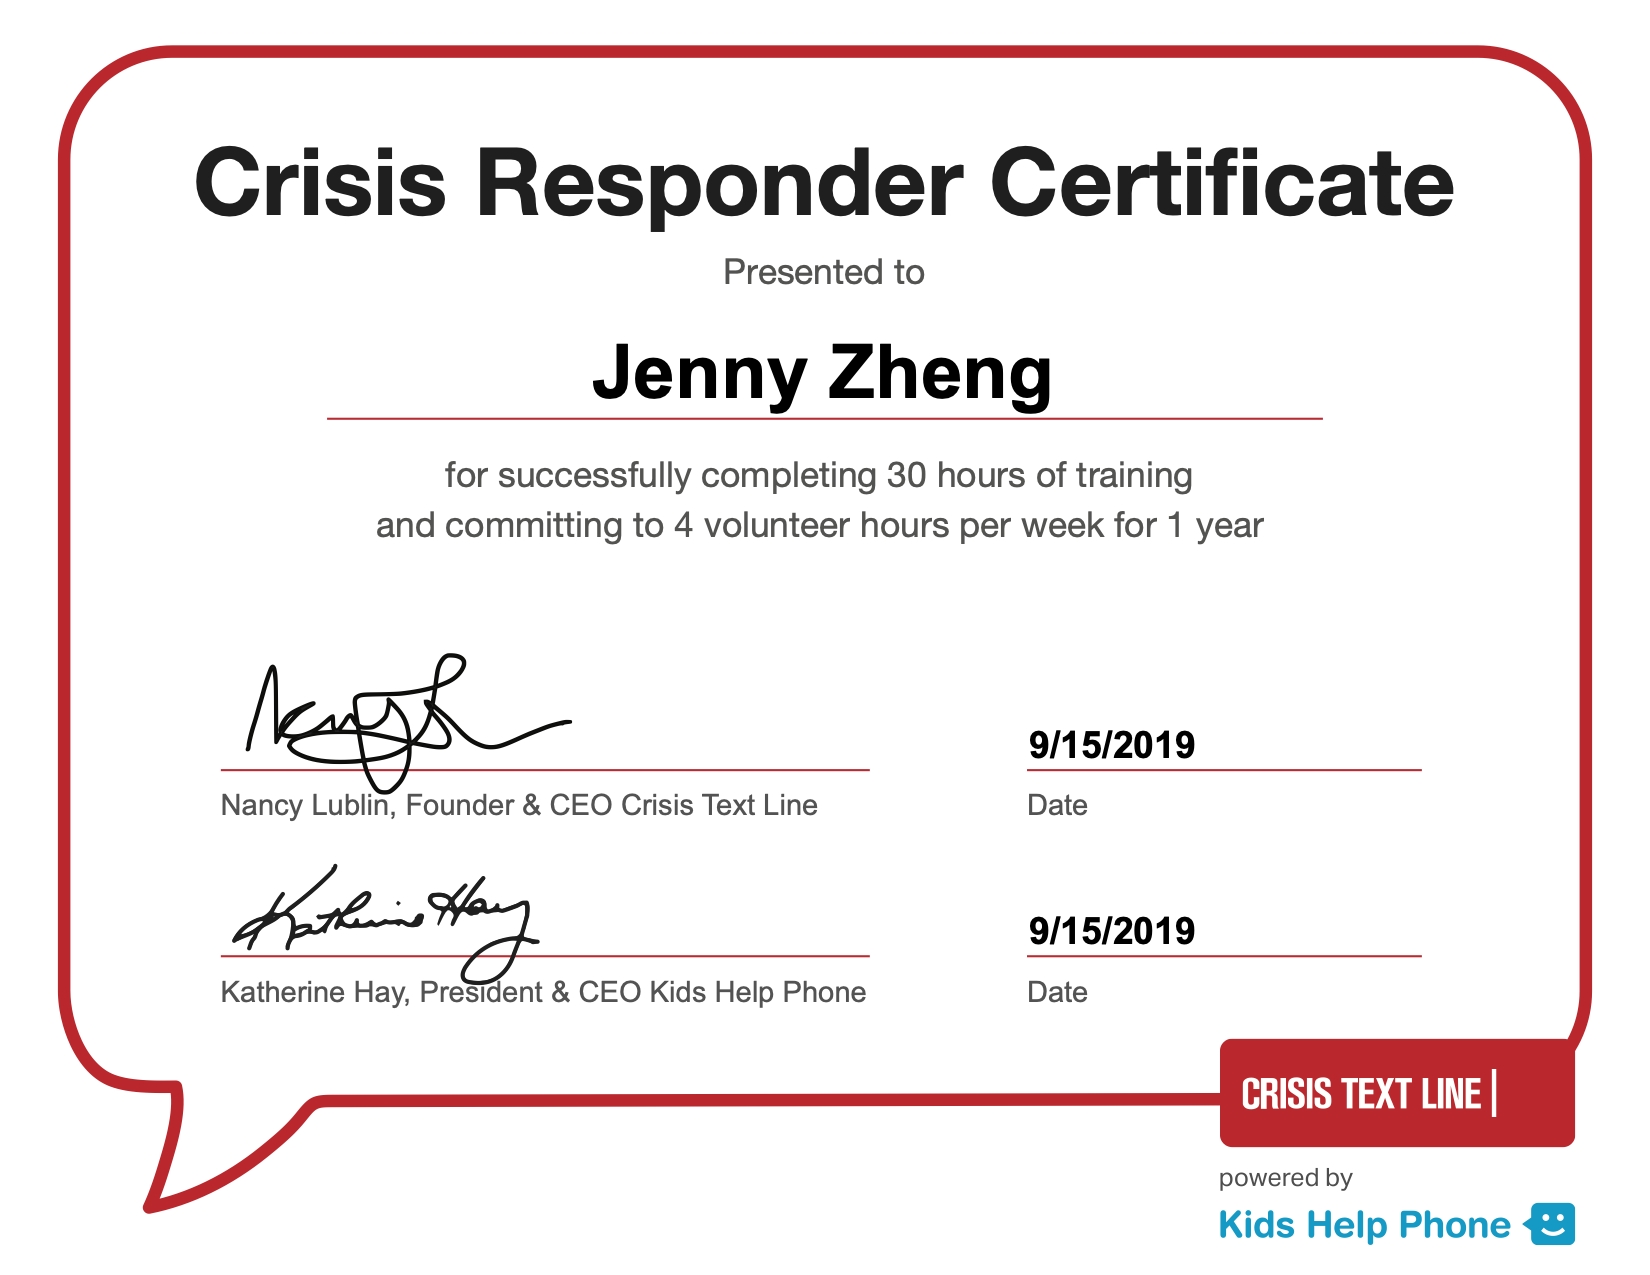 Crisis Responder Certificate
Presented to
Jenny Zheng
for successfully completing 30 hours of training
and committing to 4 volunteer hours per week for 1 year
Nancy L
9/15/2019
Nancy Lublin, Founder & CEO Crisis Text Line
Date
Katherine Hay
9/15/2019
Katherine Hay, President & CEO Kids Help Phone
Date
CRISIS TEXT LINE|
powered by
Kids Help Phone